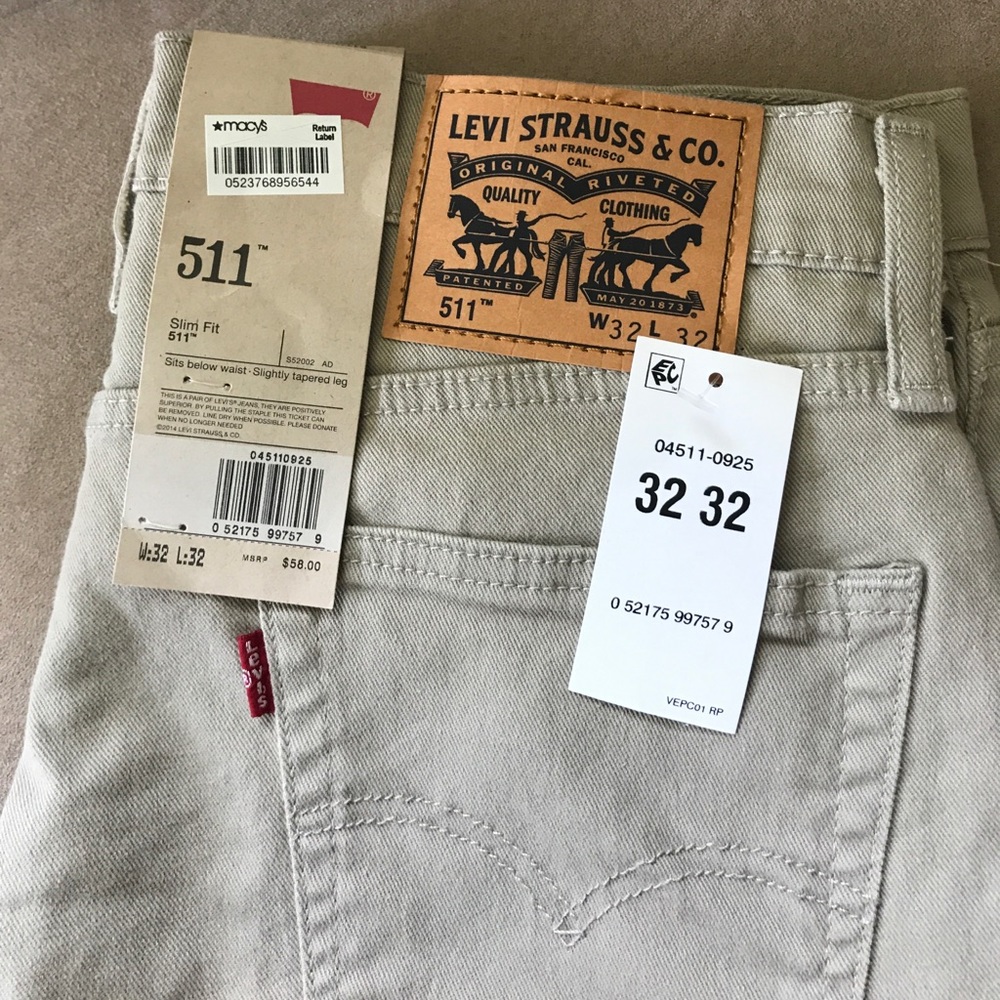 ®
★macy's
Return
Label
0523768956544
511™
Slim Fit
511™
S52002 AD
Sits below waist·Slightly tapered leg
THIS IS A PAIR OF LEVI'S® JEANS, THEY ARE POSITIVELY
SUPERIOR. BY PULLING THE STAPLE THIS TICKET CAN
BE REMOVED. LINE DRY WHEN POSSIBLE. PLEASE DONATE
WHEN NO LONGER NEEDED
©2014 LEVI STRAUSS & CO.
045110925
0 52175 99757 9
W:32 L:32 MSRP $58.00
LEVI STRAUSS & CO.
SAN FRANCISCO
CAL.
ORIGINAL RIVETED
QUALITY CLOTHING
PATENTED MAY 20 1873
511™
W 32 L 32
EPC™
04511-0925
32 32
0 52175 99757 9
VEPC01 RP
Levi's
®